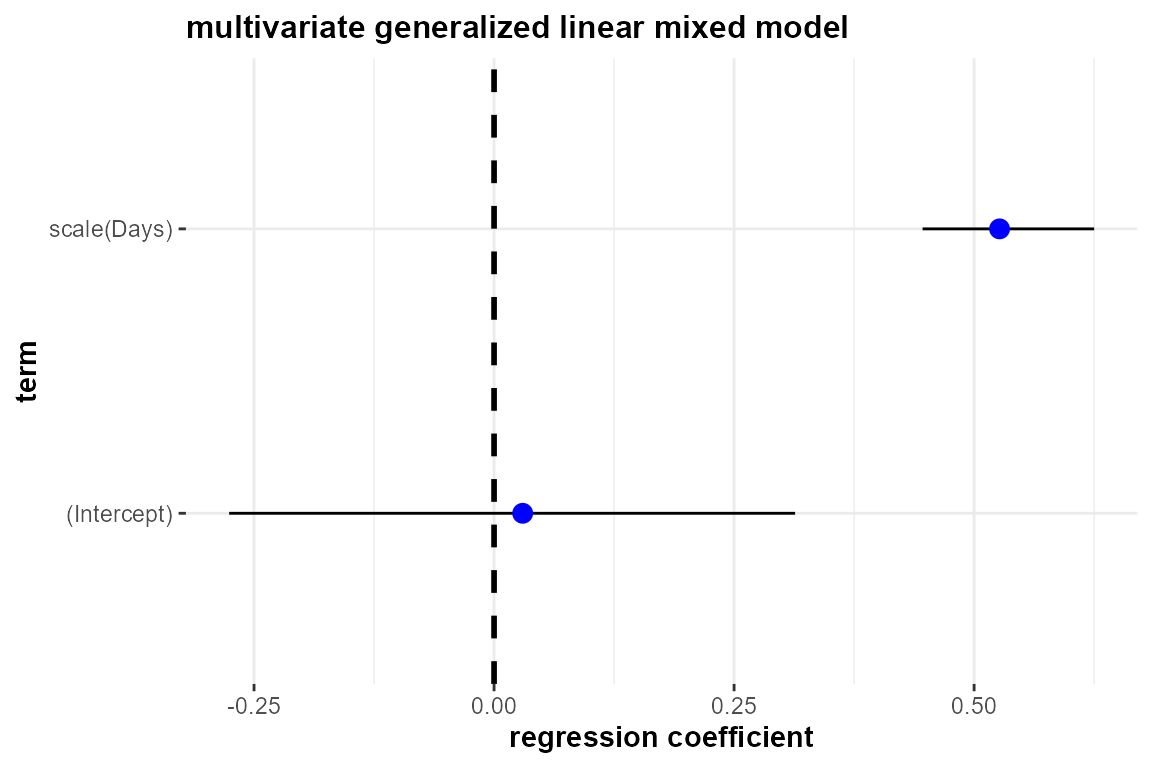 multivariate generalized linear mixed model
scale(Days)
term
(Intercept)
-0.25
0.00
0.25
0.50
regression coefficient